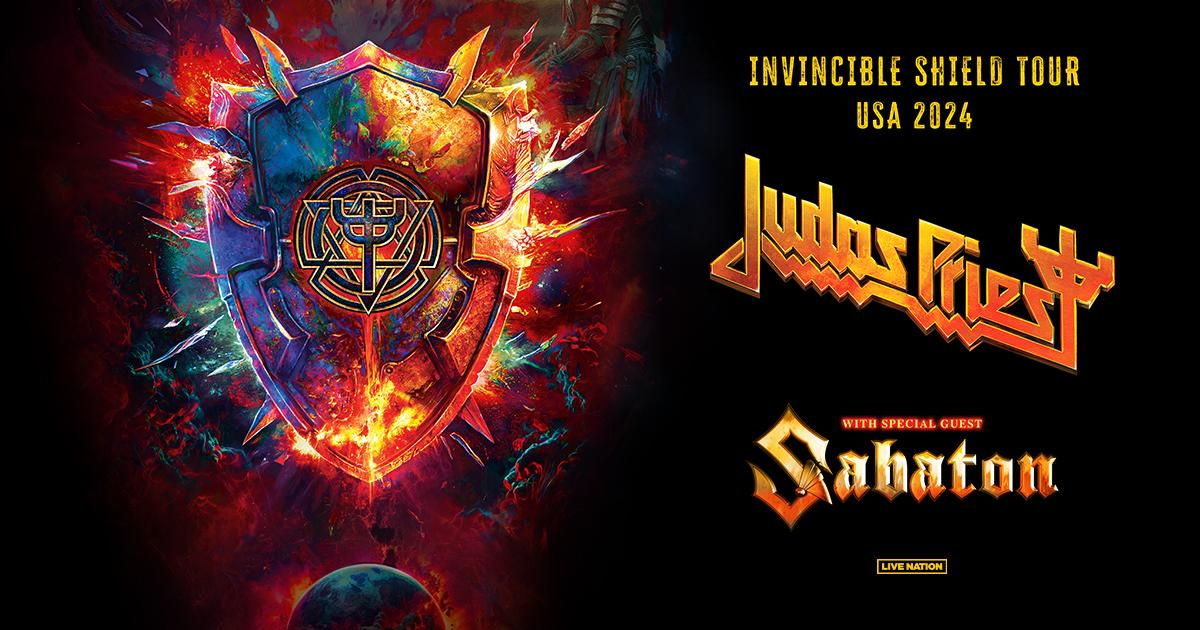 INVINCIBLE SHIELD TOUR
USA 2024
Judas Priest
WITH SPECIAL GUEST
Sabaton
LIVE NATION